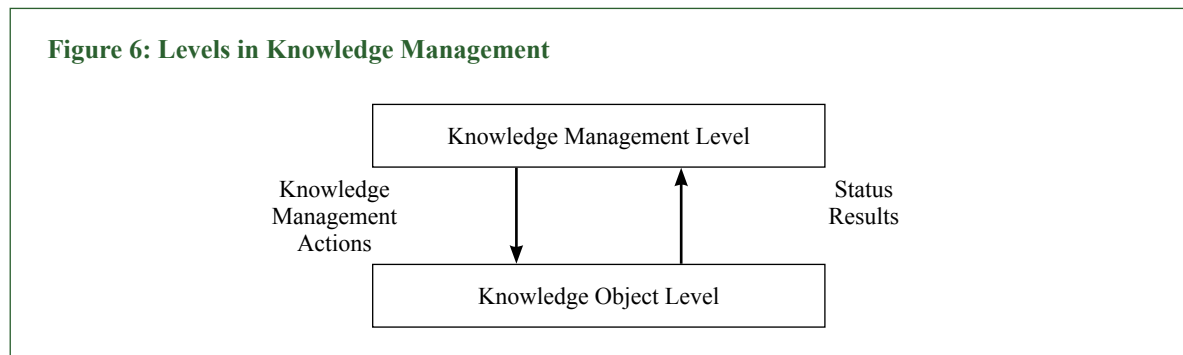 Figure 6: Levels in Knowledge Management
Knowledge Management Level
Knowledge
Management
Actions
Status
Results
Knowledge Object Level